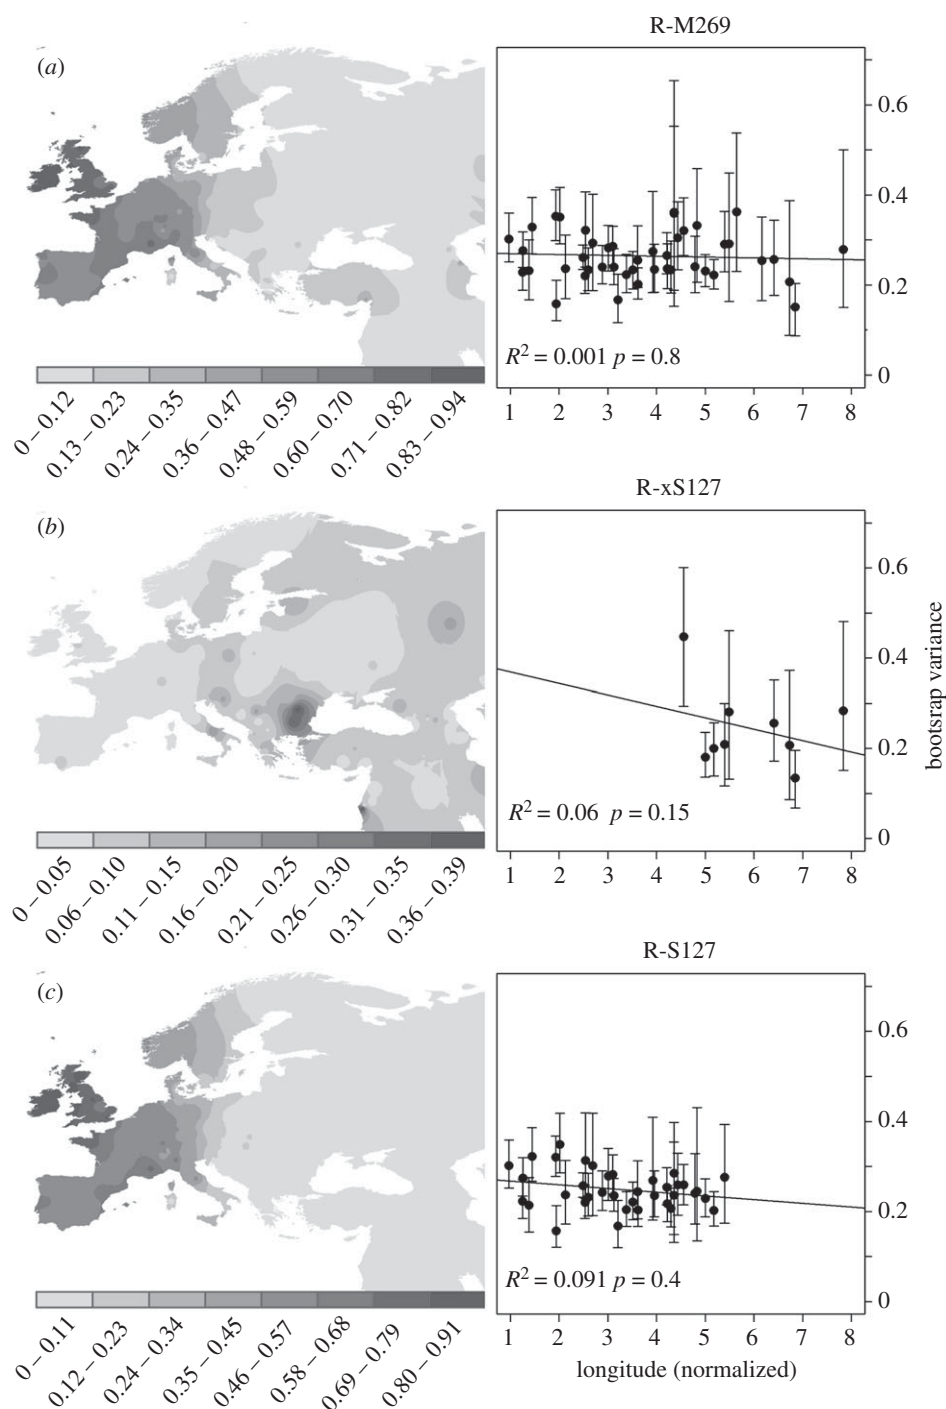 R-M269
(a)
0.6
0.4
0.2
0
R² = 0.001 p = 0.8
1 2 3 4 5 6 7 8
0 – 0.12
0.13 – 0.23
0.24 – 0.35
0.36 – 0.47
0.48 – 0.59
0.60 – 0.70
0.71 – 0.82
0.83 – 0.94
R-xS127
(b)
0.6
0.4
0.2
0
R² = 0.06 p = 0.15
1 2 3 4 5 6 7 8
0 – 0.05
0.06 – 0.10
0.11 – 0.15
0.16 – 0.20
0.21 – 0.25
0.26 – 0.30
0.31 – 0.35
0.36 – 0.39
bootsrap variance
R-S127
(c)
0.6
0.4
0.2
0
R² = 0.091 p = 0.4
1 2 3 4 5 6 7 8
longitude (normalized)
0 – 0.11
0.12 – 0.23
0.24 – 0.34
0.35 – 0.45
0.46 – 0.57
0.58 – 0.68
0.69 – 0.79
0.80 – 0.91